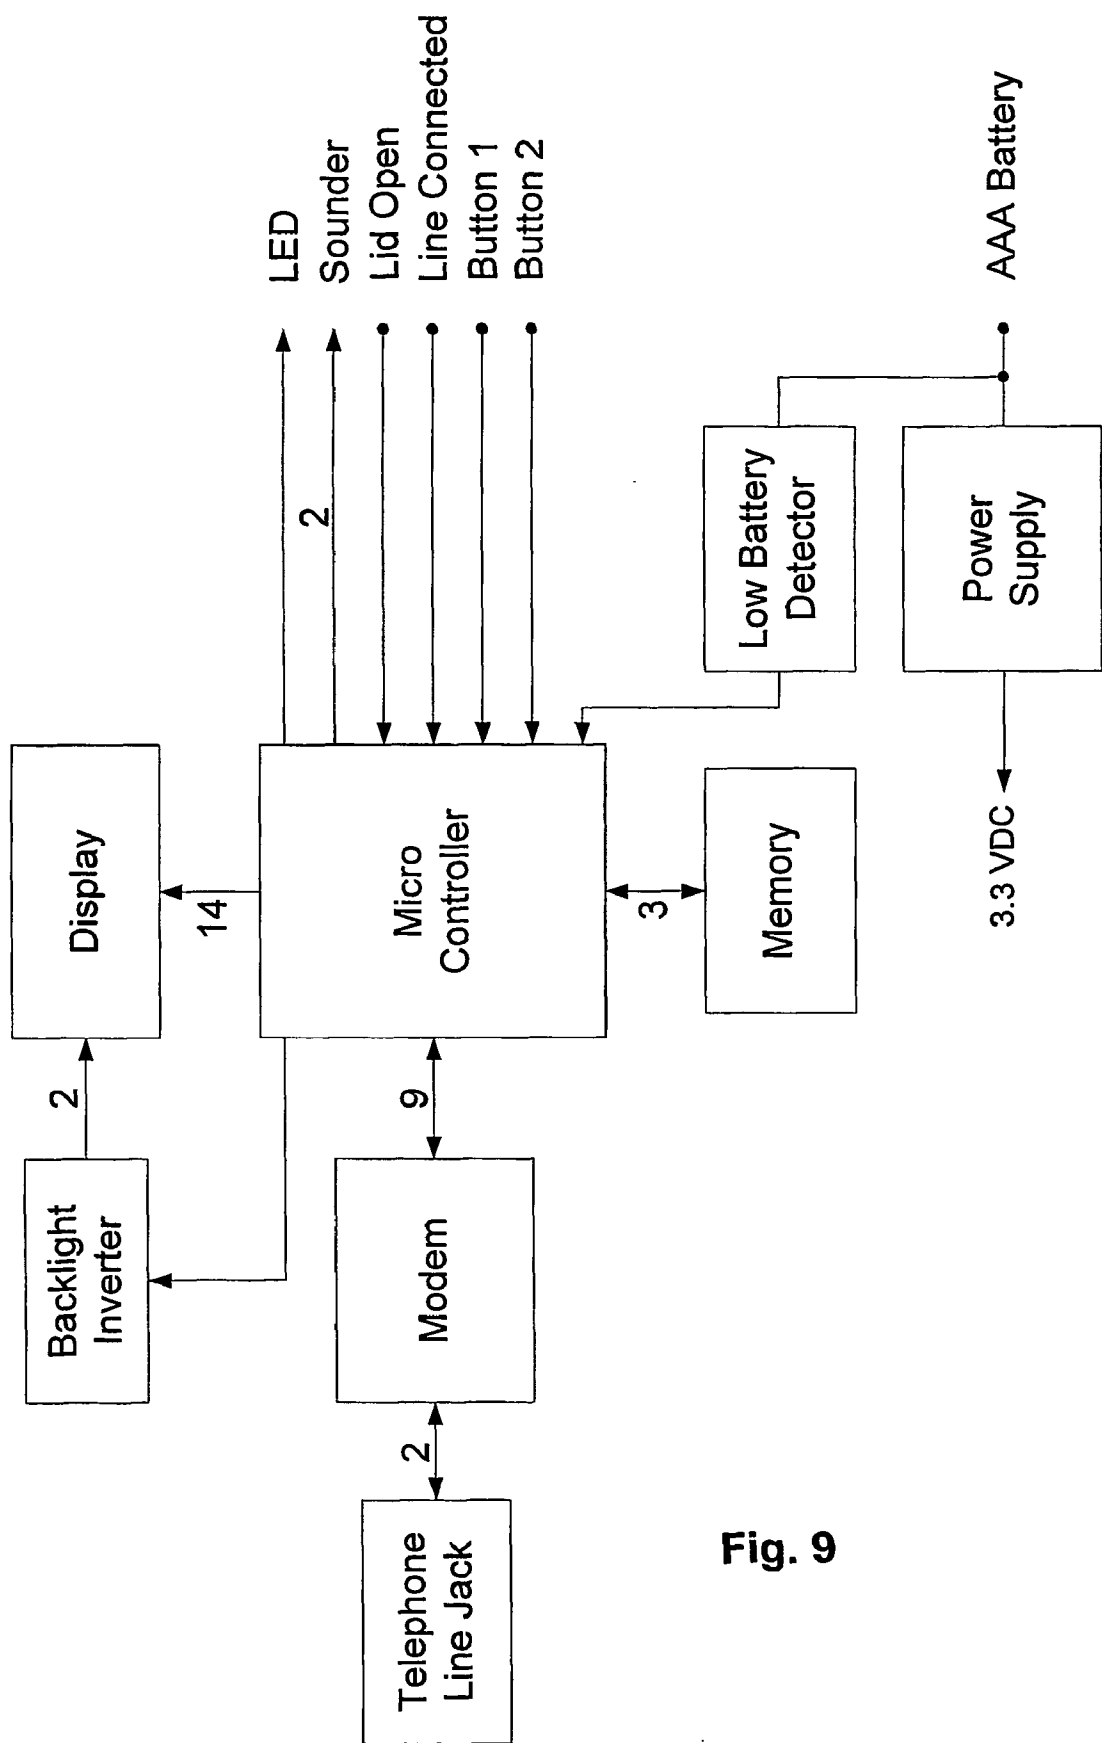 Telephone
Line Jack
2
Modem
9
Backlight
Inverter
2
Display
14
Micro
Controller
3
Memory
2
LED
Sounder
Lid Open
Line Connected
Button 1
Button 2
Low Battery
Detector
Power
Supply
3.3 VDC
AAA Battery
Fig. 9